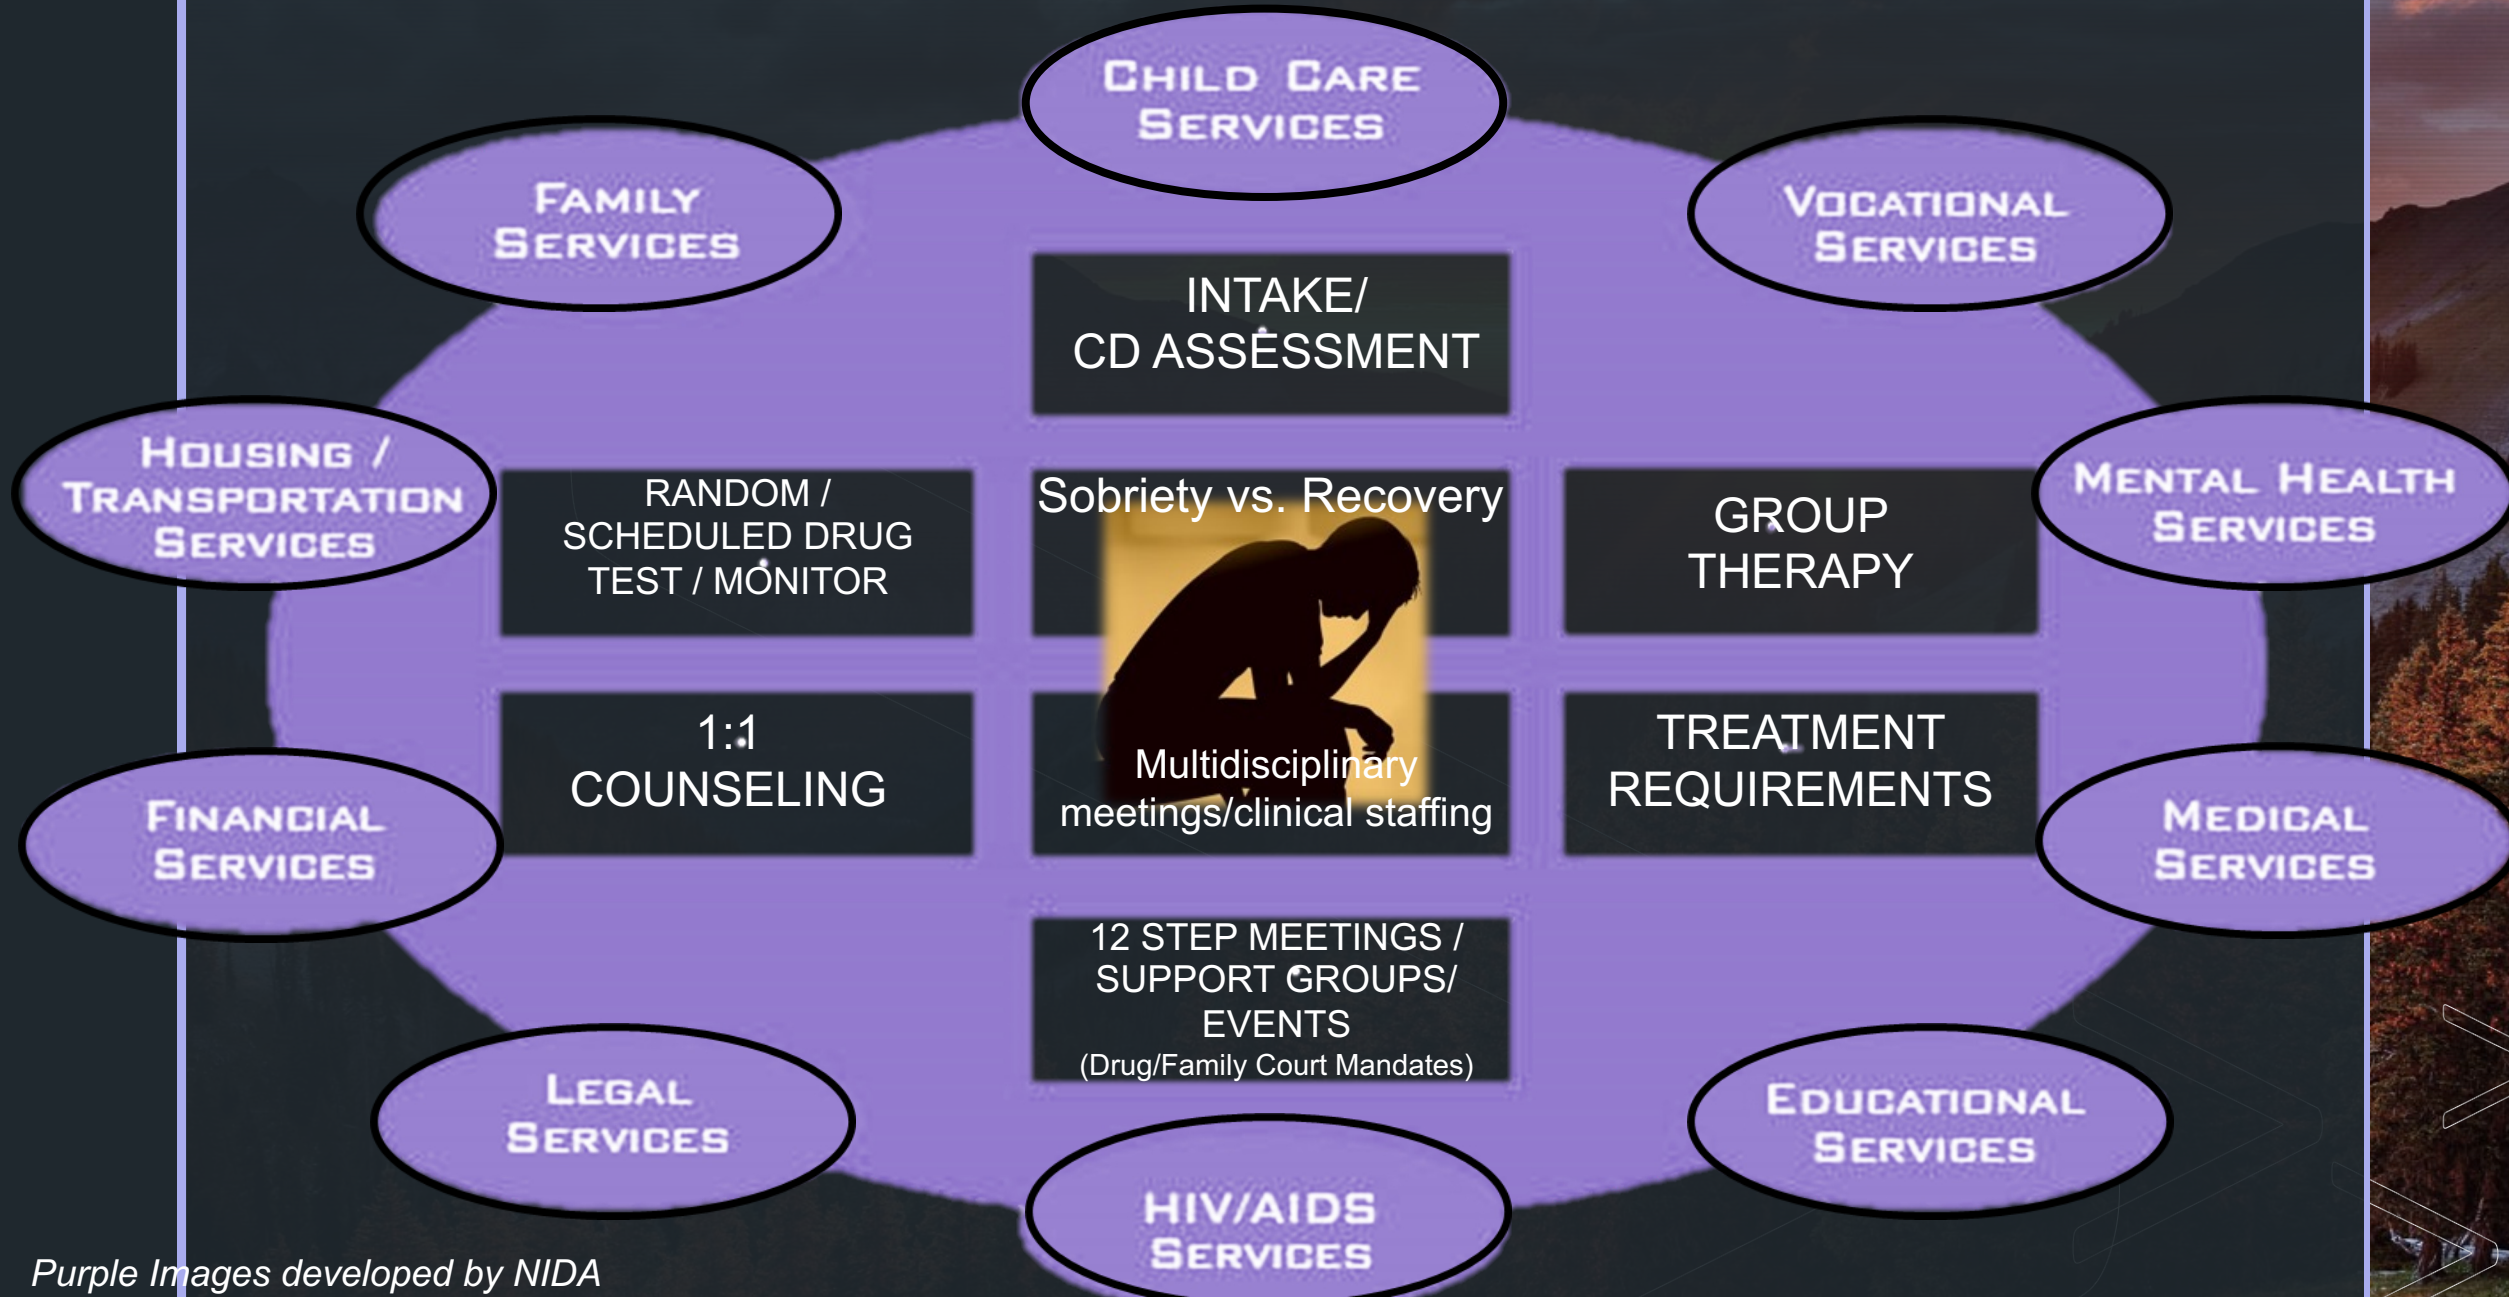 CHILD CARE
SERVICES
FAMILY
SERVICES
VOCATIONAL
SERVICES
INTAKE/
CD ASSESSMENT
HOUSING /
TRANSPORTATION
SERVICES
RANDOM /
SCHEDULED DRUG
TEST / MONITOR
Sobriety vs. Recovery
GROUP
THERAPY
MENTAL HEALTH
SERVICES
FINANCIAL
SERVICES
1:1
COUNSELING
Multidisciplinary
meetings/clinical staffing
TREATMENT
REQUIREMENTS
MEDICAL
SERVICES
12 STEP MEETINGS /
SUPPORT GROUPS/
EVENTS
(Drug/Family Court Mandates)
LEGAL
SERVICES
HIV/AIDS
SERVICES
EDUCATIONAL
SERVICES
Purple Images developed by NIDA